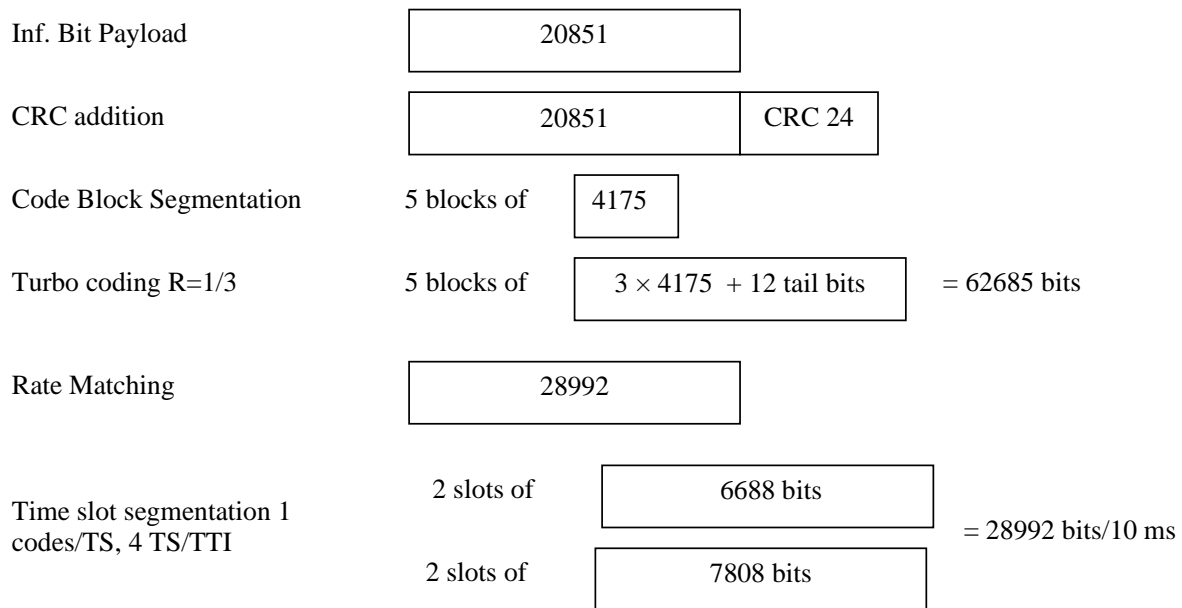 Inf. Bit Payload
20851
CRC addition
20851
CRC 24
Code Block Segmentation
5 blocks of
4175
Turbo coding R=1/3
5 blocks of
3 × 4175 + 12 tail bits
= 62685 bits
Rate Matching
28992
Time slot segmentation 1
codes/TS, 4 TS/TTI
2 slots of
6688 bits
= 28992 bits/10 ms
2 slots of
7808 bits